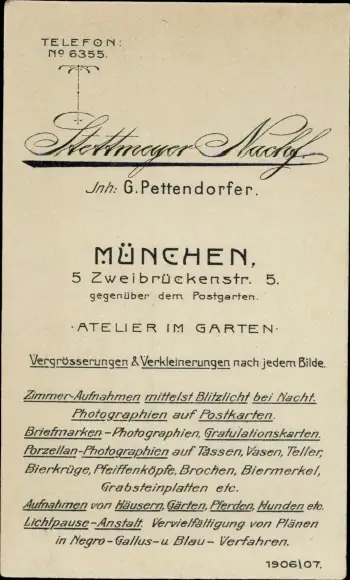 TELEFON:
No 6355.
Stottmeyer Nachf.
Jnh: G. Pettendorfer.
MÜNCHEN,
5 Zweibrückenstr. 5.
gegenüber dem Postgarten.
·ATELIER IM GARTEN·
Vergrösserungen & Verkleinerungen nach jedem Bilde.
Zimmer-Aufnahmen mittelst Blitzlicht bei Nacht.
Photographien auf Postkarten.
Briefmarken-Photographien, Gratulationskarten.
Porzellan-Photographien auf Tassen, Vasen, Teller,
Bierkrüge, Pfeiffenköpfe, Brochen, Biermerkel,
Grabsteinplatten etc.
Aufnahmen von Häusern, Gärten, Pferden, Hunden etc.
Lichtpause-Anstalt. Vervielfältigung von Plänen
in Negro-Gallus-u Blau-Verfahren.
1906/07.